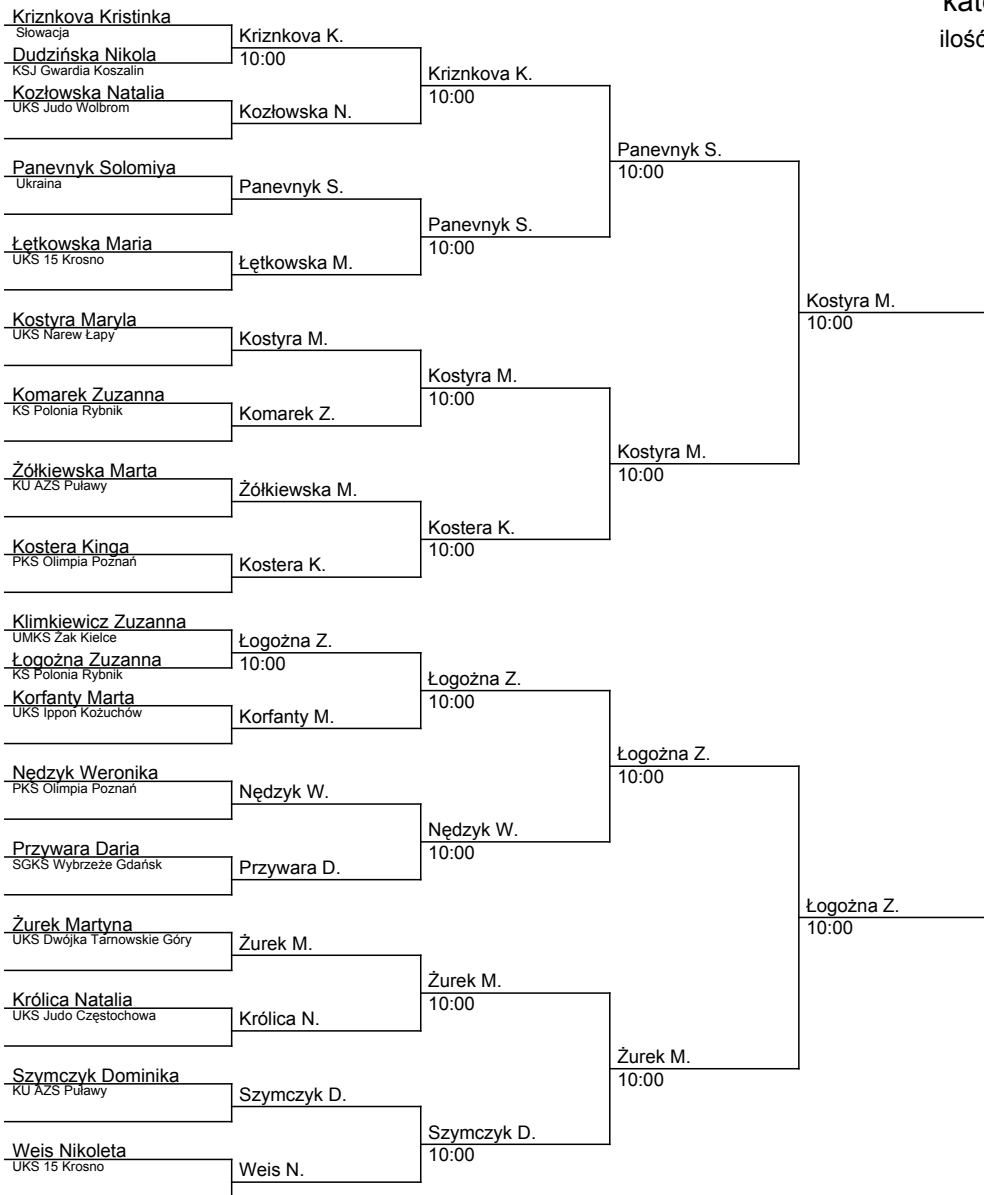 kat
ilość
Kriznkova Kristinka
Słowacja
Kriznkova K.
10:00
Dudzińska Nikola
KSJ Gwardia Koszalin
Kriznkova K.
10:00
Kozłowska Natalia
UKS Judo Wolbrom
Kozłowska N.
Panevnyk S.
10:00
Panevnyk Solomiya
Ukraina
Panevnyk S.
Panevnyk S.
10:00
Łętkowska Maria
UKS 15 Krosno
Łętkowska M.
Kostyra M.
10:00
Kostyra Maryla
UKS Narew Łapy
Kostyra M.
Kostyra M.
10:00
Komarek Zuzanna
KS Polonia Rybnik
Komarek Z.
Kostyra M.
10:00
Żółkiewska Marta
KU AZS Puławy
Żółkiewska M.
Kostera K.
10:00
Kostera Kinga
PKS Olimpia Poznań
Kostera K.
Klimkiewicz Zuzanna
UMKS Żak Kielce
Łogożna Z.
10:00
Łogożna Zuzanna
KS Polonia Rybnik
Łogożna Z.
10:00
Korfanty Marta
UKS Ippon Kożuchów
Korfanty M.
Łogożna Z.
10:00
Nędzyk Weronika
PKS Olimpia Poznań
Nędzyk W.
Nędzyk W.
10:00
Przywara Daria
SGKS Wybrzeże Gdańsk
Przywara D.
Łogożna Z.
10:00
Żurek Martyna
UKS Dwójka Tarnowskie Góry
Żurek M.
Żurek M.
10:00
Królica Natalia
UKS Judo Częstochowa
Królica N.
Żurek M.
10:00
Szymczyk Dominika
KU AZS Puławy
Szymczyk D.
Szymczyk D.
10:00
Weis Nikoleta
UKS 15 Krosno
Weis N.